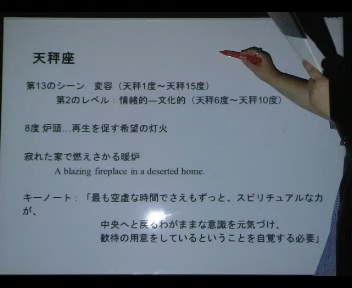 天秤座
第13のシーン　変容（天秤1度～天秤15度）
第2のレベル：情緒的―文化的（天秤6度～天秤10度）
8度 炉頭…再生を促す希望の灯火
寂れた家で燃えさかる暖炉
A blazing fireplace in a deserted home.
キーノート：「最も空虚な時間でさえもずっと、スピリチュアルな力
が、
中央へと戻るわがままな意識を元気づけ、
歓待の用意をしているということを自覚する必要」